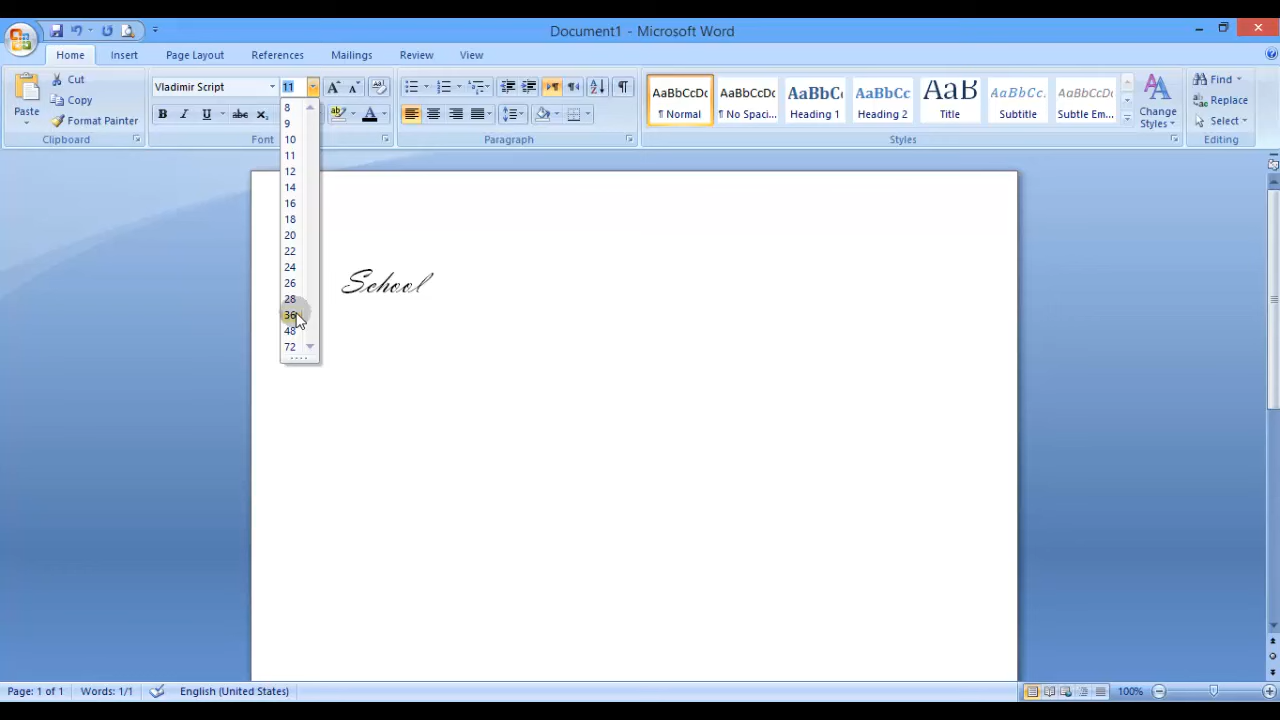 Document1 - Microsoft Word
Home Insert Page Layout References Mailings Review View
Paste
Cut
Copy
Format Painter
Clipboard
Vladimir Script 11
B I U abc x₂
Font
8
9
10
11
12
14
16
18
20
22
24
26
28
36
48
72
Paragraph
AaBbCcDc
¶ Normal
AaBbCcDc
¶ No Spaci...
AaBbC
Heading 1
AaBbCc
Heading 2
AaB
Title
AaBbCc.
Subtitle
AaBbCcDc
Subtle Em...
Change Styles
Styles
Find
Replace
Select
Editing
School
Page: 1 of 1 Words: 1/1 English (United States) 100%